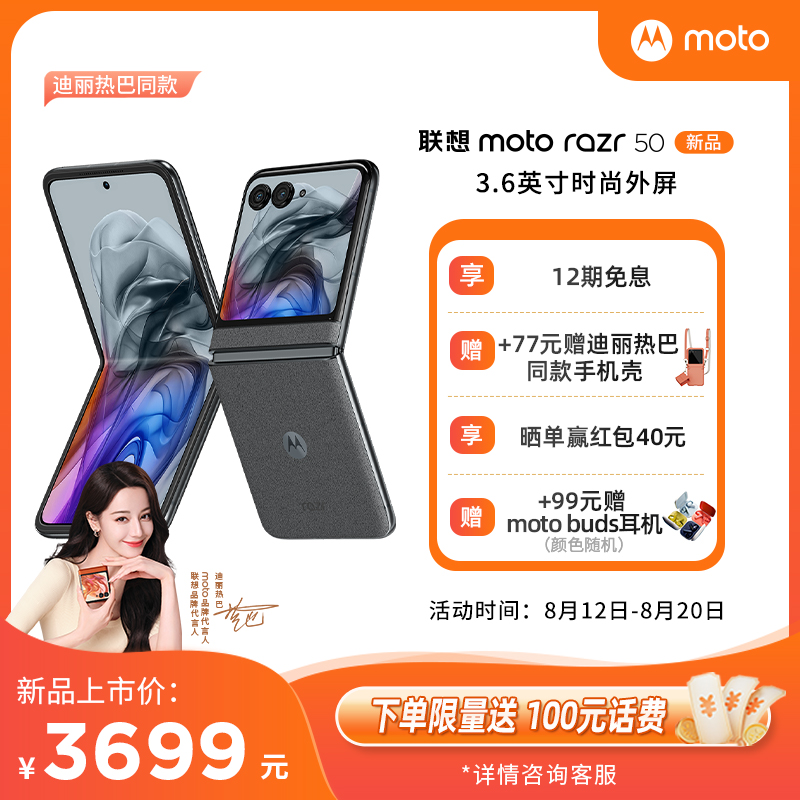 moto
迪丽热巴同款
联想 moto razr 50 新品
3.6英寸时尚外屏
享 12期免息
赠 +77元赠迪丽热巴
同款手机壳
享 晒单赢红包40元
赠 +99元赠
moto buds耳机
(颜色随机)
活动时间：8月12日-8月20日
razr
迪丽热巴
moto品牌代言人
联想品牌代言人
新品上市价：
¥3699元
下单限量送 100元话费
*详情咨询客服